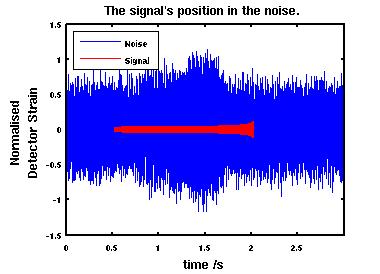 The signal's position in the noise.
Noise
Signal
Normalised
Detector Strain
1.5
1
0.5
0
-0.5
-1
-1.5
0 0.5 1 1.5 2 2.5
time /s